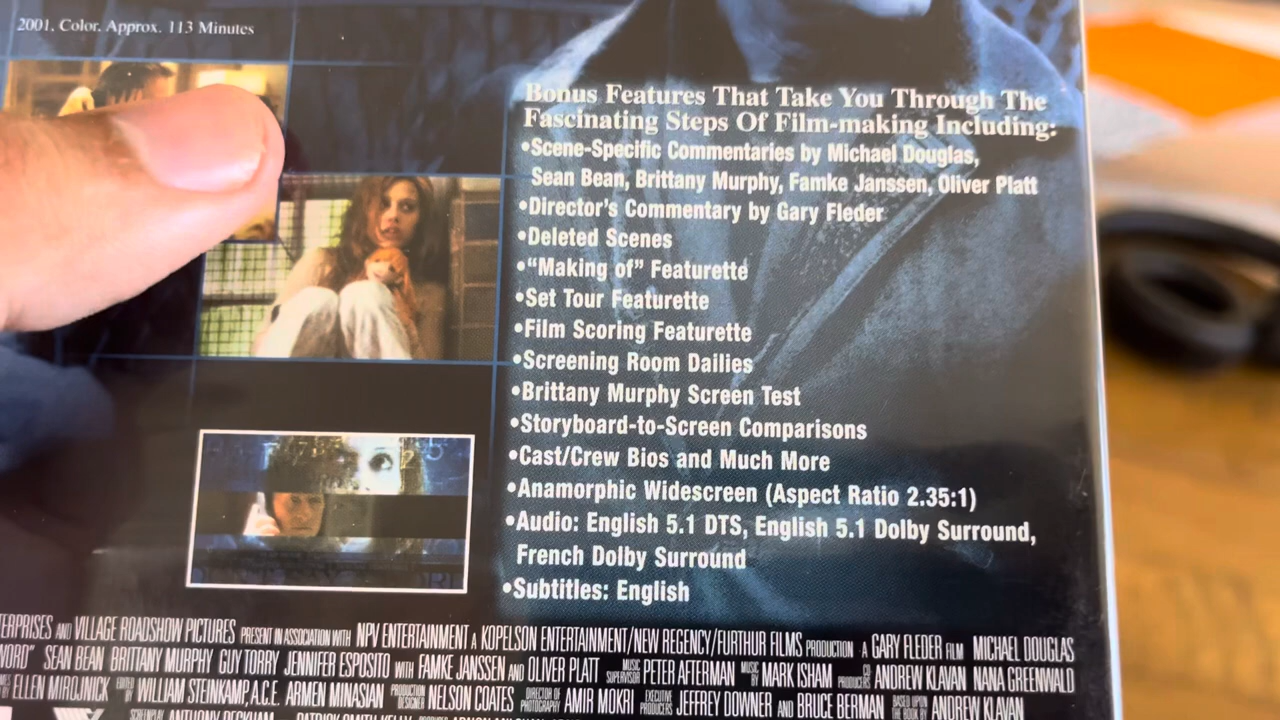 2001. Color. Approx. 113 Minutes
Bonus Features That Take You Through The
Fascinating Steps Of Film-making Including:
•Scene-Specific Commentaries by Michael Douglas,
Sean Bean, Brittany Murphy, Famke Janssen, Oliver Platt
•Director's Commentary by Gary Fleder
•Deleted Scenes
•"Making of" Featurette
•Set Tour Featurette
•Film Scoring Featurette
•Screening Room Dailies
•Brittany Murphy Screen Test
•Storyboard-to-Screen Comparisons
•Cast/Crew Bios and Much More
•Anamorphic Widescreen (Aspect Ratio 2.35:1)
•Audio: English 5.1 DTS, English 5.1 Dolby Surround,
French Dolby Surround
•Subtitles: English
AND VILLAGE ROADSHOW PICTURES PRESENT IN ASSOCIATION WITH NPV ENTERTAINMENT A KOPELSON ENTERTAINMENT/NEW REGENCY/FURTHUR FILMS PRODUCTION A GARY FLEDER FILM MICHAEL DOUGLAS
SEAN BEAN BRITTANY MURPHY GUY TORRY JENNIFER ESPOSITO WITH FAMKE JANSSEN AND OLIVER PLATT MUSIC SUPERVISOR PETER AFTERMAN MUSIC BY MARK ISHAM CO PRODUCERS ANDREW KLAVAN NANA GREENWALD
BY ELLEN MIROJNICK EDITED BY WILLIAM STEINKAMP, A.C.E. ARMEN MINASIAN PRODUCTION DESIGNER NELSON COATES DIRECTOR OF PHOTOGRAPHY AMIR MOKRI EXECUTIVE PRODUCERS JEFFREY DOWNER AND BRUCE BERMAN BASED UPON THE BOOK BY ANDREW KLAVAN